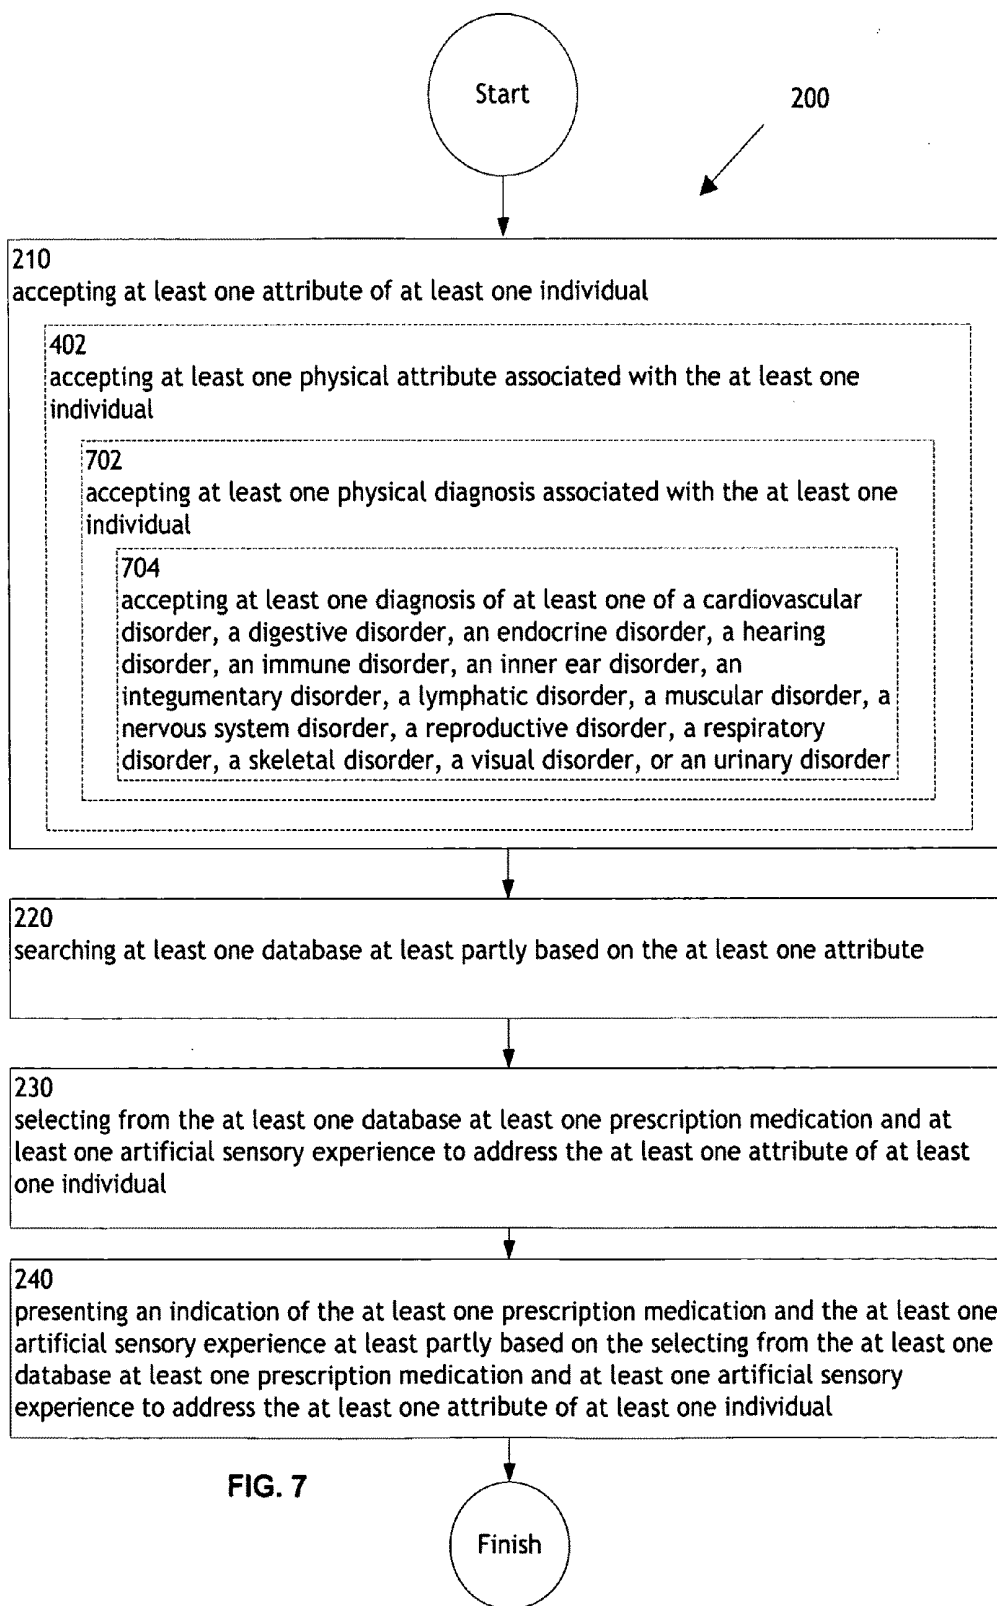 Start
200
210
accepting at least one attribute of at least one individual
402
accepting at least one physical attribute associated with the at least one
individual
702
accepting at least one physical diagnosis associated with the at least one
individual
704
accepting at least one diagnosis of at least one of a cardiovascular
disorder, a digestive disorder, an endocrine disorder, a hearing
disorder, an immune disorder, an inner ear disorder, an
integumentary disorder, a lymphatic disorder, a muscular disorder, a
nervous system disorder, a reproductive disorder, a respiratory
disorder, a skeletal disorder, a visual disorder, or an urinary disorder
220
searching at least one database at least partly based on the at least one attribute
230
selecting from the at least one database at least one prescription medication and at
least one artificial sensory experience to address the at least one attribute of at least
one individual
240
presenting an indication of the at least one prescription medication and the at least one
artificial sensory experience at least partly based on the selecting from the at least one
database at least one prescription medication and at least one artificial sensory
experience to address the at least one attribute of at least one individual
FIG. 7
Finish